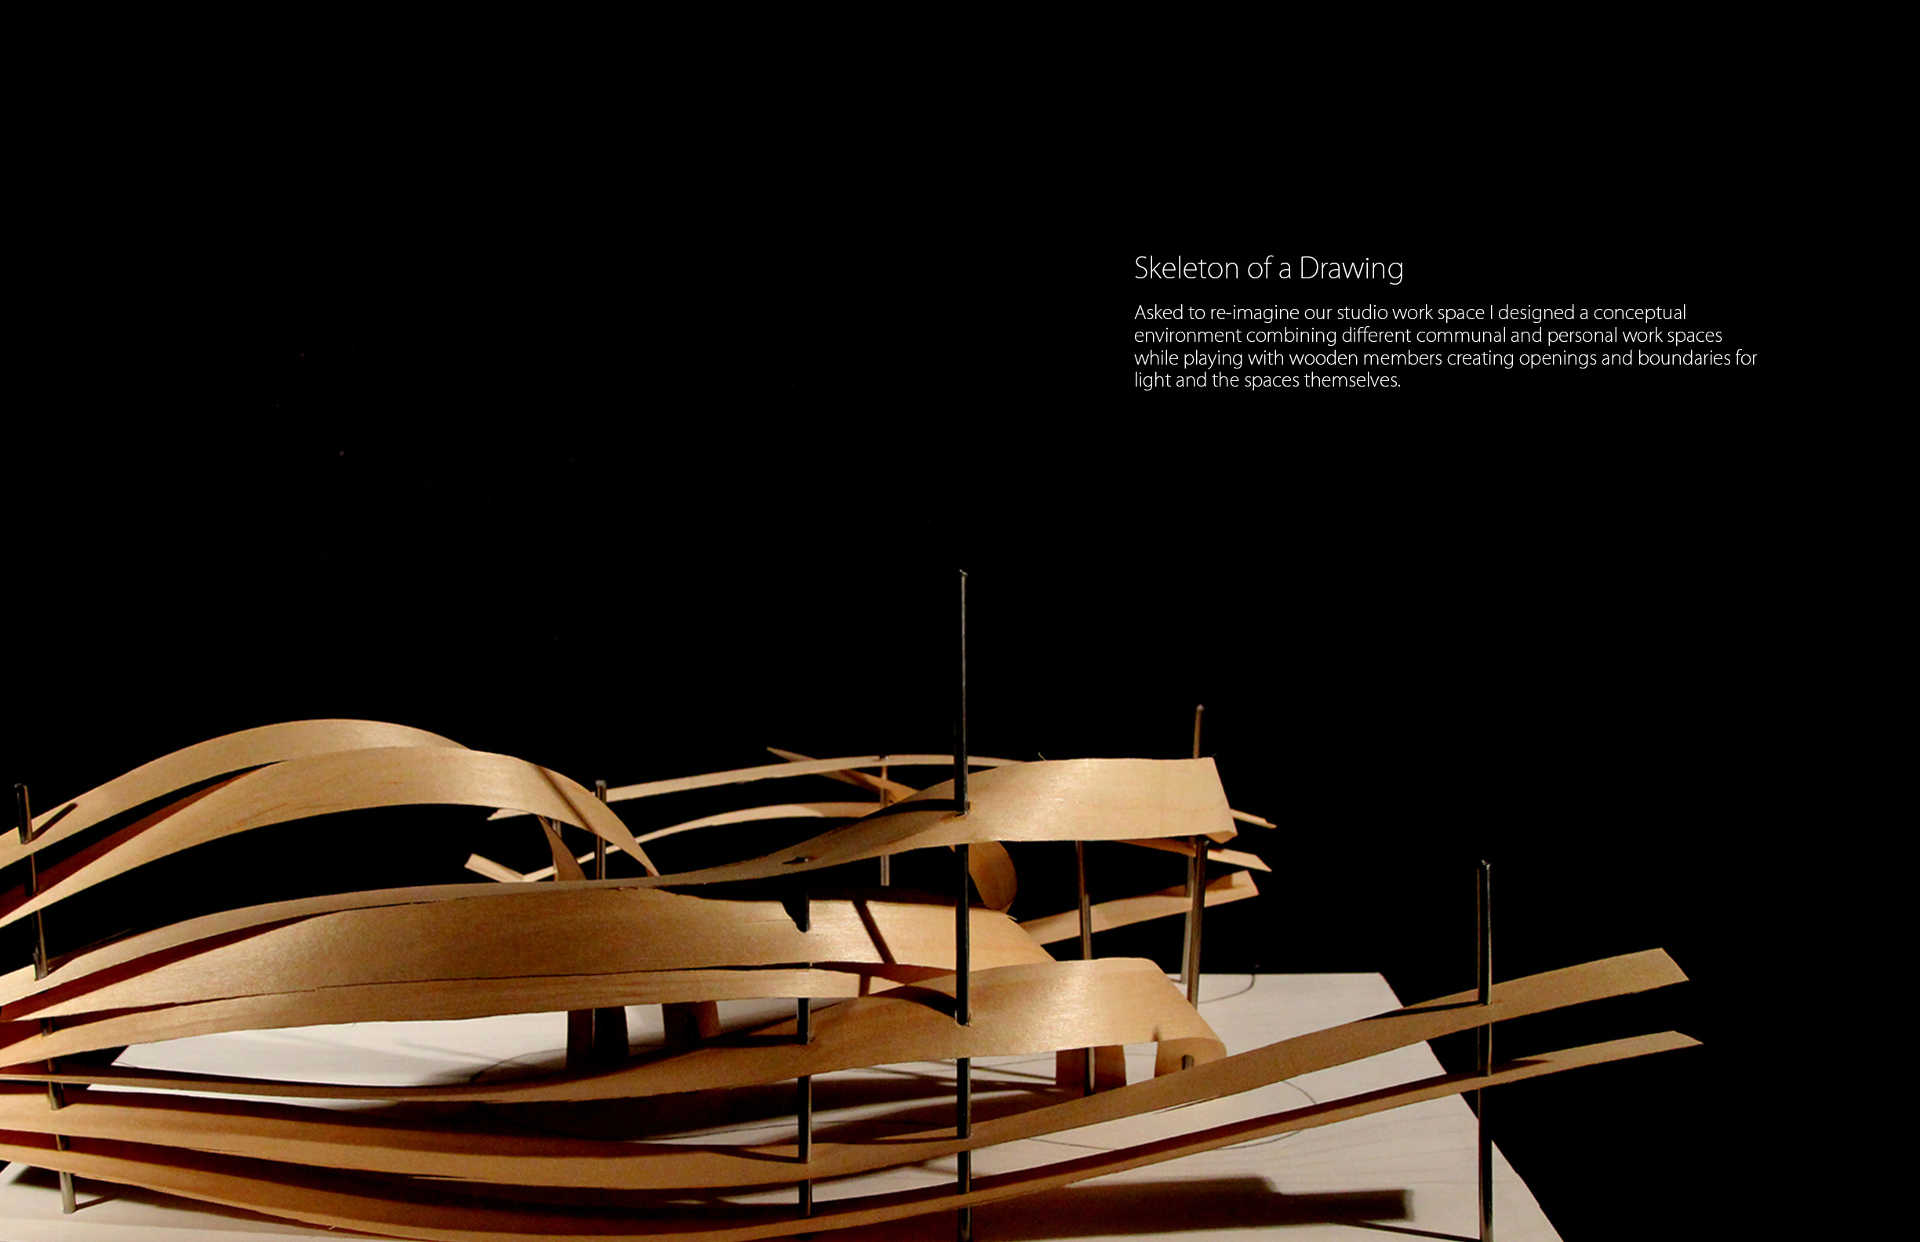 Skeleton of a Drawing
Asked to re-imagine our studio work space I designed a conceptual
environment combining different communal and personal work spaces
while playing with wooden members creating openings and boundaries for
light and the spaces themselves.